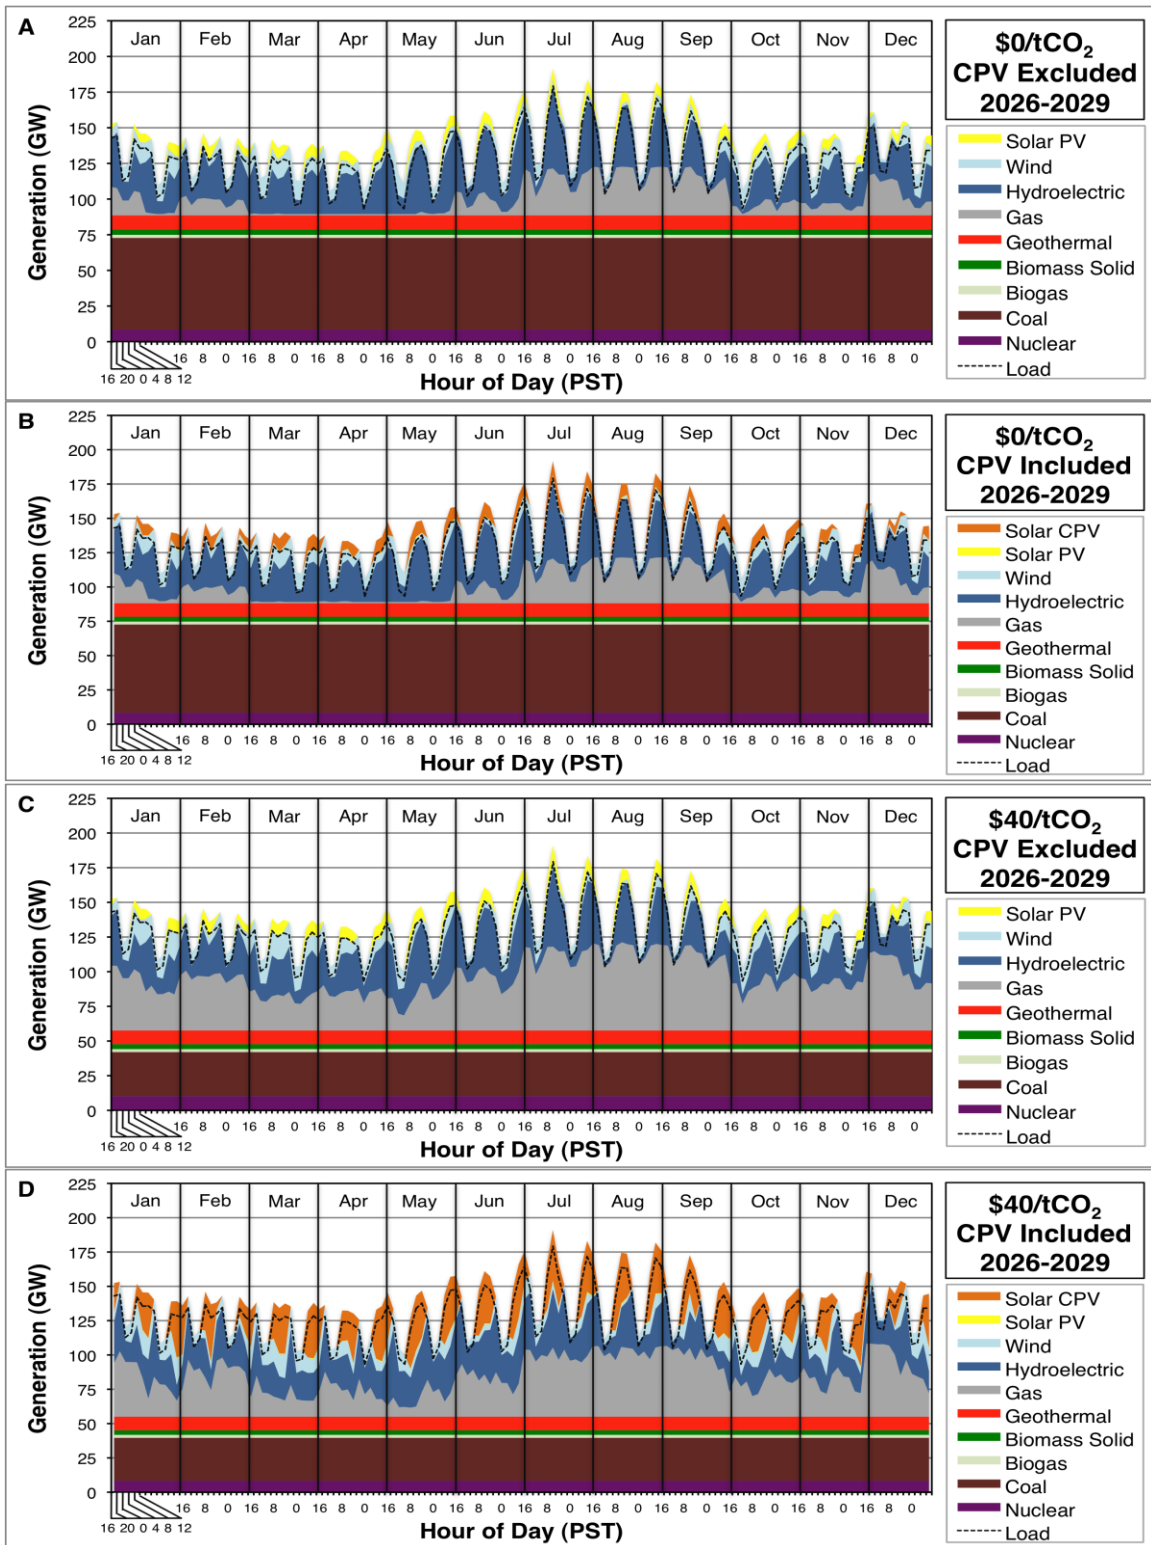 A
Jan Feb Mar Apr May Jun Jul Aug Sep Oct Nov Dec
225
200
175
150
125
100
75
50
25
0
Generation (GW)
16 8 0 16 8 0 16 8 0 16 8 0 16 8 0 16 8 0 16 8 0 16 8 0 16 8 0 16 8 0 16 8 0
16 20 0 4 8 12
Hour of Day (PST)
$0/tCO₂
CPV Excluded
2026-2029
Solar PV
Wind
Hydroelectric
Gas
Geothermal
Biomass Solid
Biogas
Coal
Nuclear
Load
B
Jan Feb Mar Apr May Jun Jul Aug Sep Oct Nov Dec
225
200
175
150
125
100
75
50
25
0
Generation (GW)
16 8 0 16 8 0 16 8 0 16 8 0 16 8 0 16 8 0 16 8 0 16 8 0 16 8 0 16 8 0 16 8 0
16 20 0 4 8 12
Hour of Day (PST)
$0/tCO₂
CPV Included
2026-2029
Solar CPV
Solar PV
Wind
Hydroelectric
Gas
Geothermal
Biomass Solid
Biogas
Coal
Nuclear
Load
C
Jan Feb Mar Apr May Jun Jul Aug Sep Oct Nov Dec
225
200
175
150
125
100
75
50
25
0
Generation (GW)
16 8 0 16 8 0 16 8 0 16 8 0 16 8 0 16 8 0 16 8 0 16 8 0 16 8 0 16 8 0 16 8 0
16 20 0 4 8 12
Hour of Day (PST)
$40/tCO₂
CPV Excluded
2026-2029
Solar PV
Wind
Hydroelectric
Gas
Geothermal
Biomass Solid
Biogas
Coal
Nuclear
Load
D
Jan Feb Mar Apr May Jun Jul Aug Sep Oct Nov Dec
225
200
175
150
125
100
75
50
25
0
Generation (GW)
16 8 0 16 8 0 16 8 0 16 8 0 16 8 0 16 8 0 16 8 0 16 8 0 16 8 0 16 8 0 16 8 0
16 20 0 4 8 12
Hour of Day (PST)
$40/tCO₂
CPV Included
2026-2029
Solar CPV
Solar PV
Wind
Hydroelectric
Gas
Geothermal
Biomass Solid
Biogas
Coal
Nuclear
Load